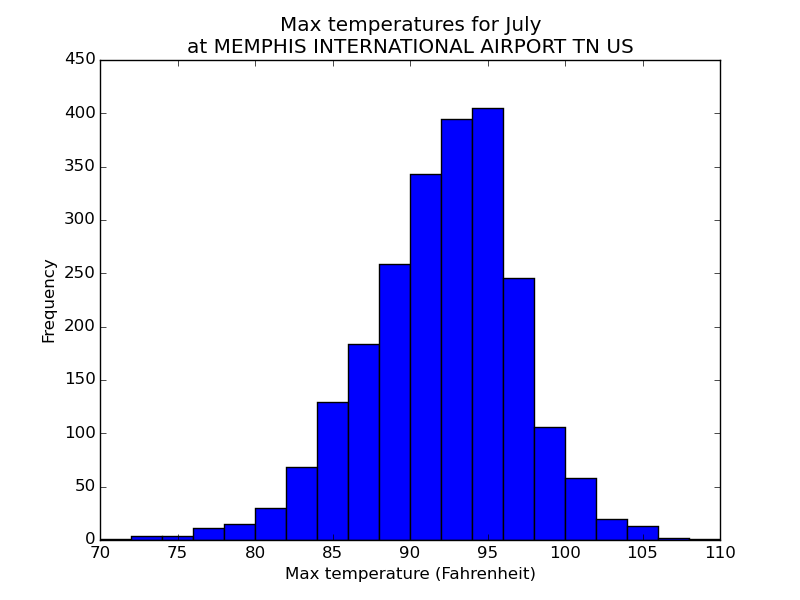 Max temperatures for July
at MEMPHIS INTERNATIONAL AIRPORT TN US
450
400
350
300
250
200
150
100
50
0
Frequency
70 75 80 85 90 95 100 105 110
Max temperature (Fahrenheit)